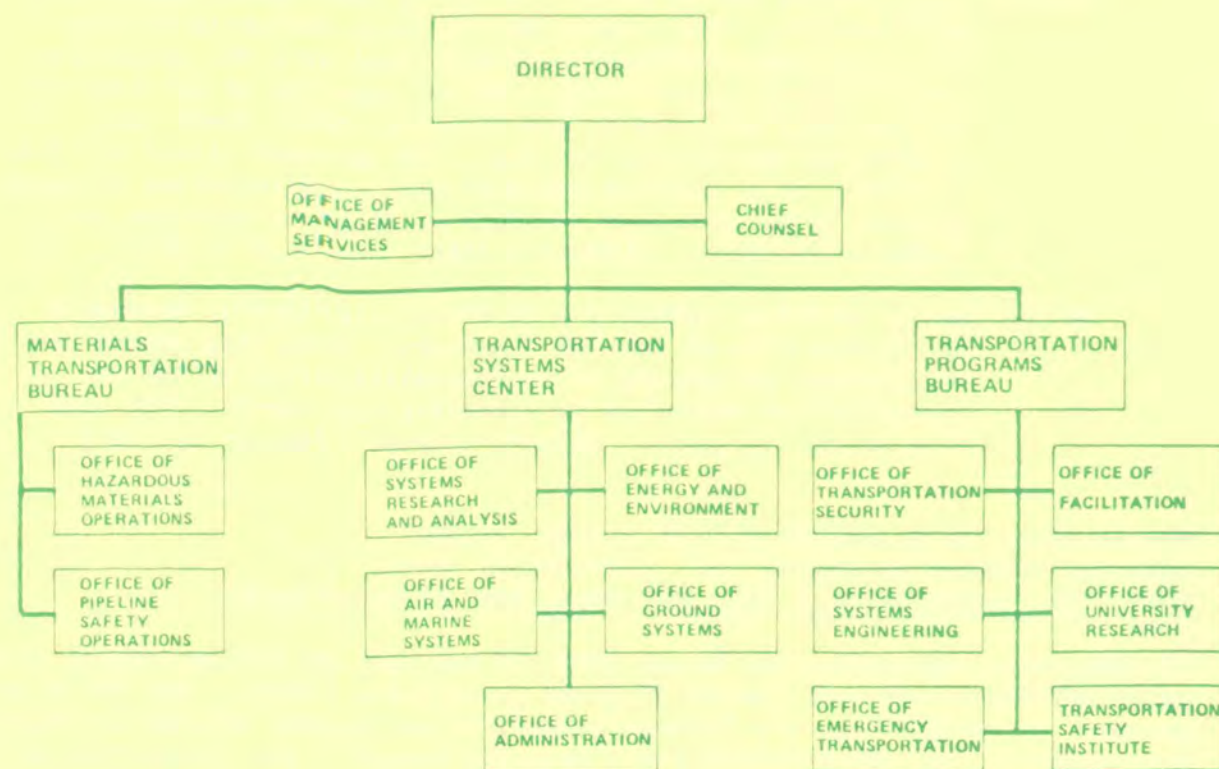 DIRECTOR
OFFICE OF
MANAGEMENT
SERVICES
CHIEF
COUNSEL
MATERIALS
TRANSPORTATION
BUREAU
TRANSPORTATION
SYSTEMS
CENTER
TRANSPORTATION
PROGRAMS
BUREAU
OFFICE OF
HAZARDOUS
MATERIALS
OPERATIONS
OFFICE OF
SYSTEMS
RESEARCH
AND ANALYSIS
OFFICE OF
ENERGY AND
ENVIRONMENT
OFFICE OF
TRANSPORTATION
SECURITY
OFFICE OF
FACILITATION
OFFICE OF
PIPELINE
SAFETY
OPERATIONS
OFFICE OF
AIR AND
MARINE
SYSTEMS
OFFICE OF
GROUND
SYSTEMS
OFFICE OF
SYSTEMS
ENGINEERING
OFFICE OF
UNIVERSITY
RESEARCH
OFFICE OF
ADMINISTRATION
OFFICE OF
EMERGENCY
TRANSPORTATION
TRANSPORTATION
SAFETY
INSTITUTE